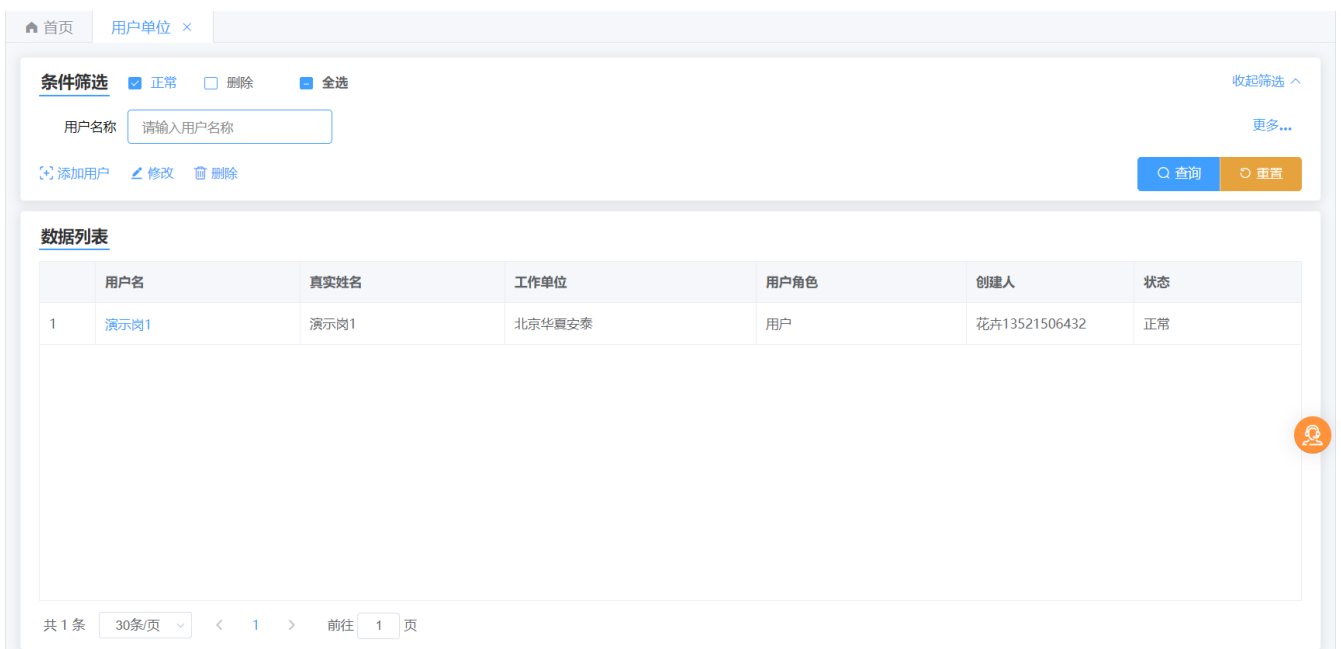 首页 用户单位 ×
条件筛选 正常 删除 全选 收起筛选
用户名称 请输入用户名称 更多...
添加用户 修改 删除 查询 重置
数据列表
用户名 真实姓名 工作单位 用户角色 创建人 状态
1 演示岗1 演示岗1 北京华夏安泰 用户 花卉13521506432 正常
共 1 条 30条/页 < 1 > 前往 1 页